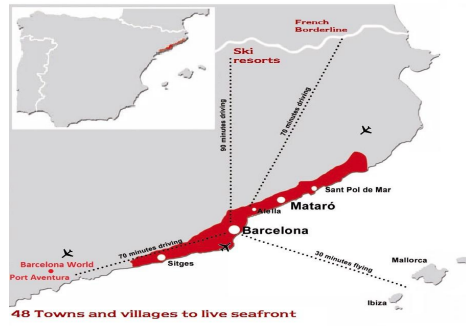 French
Borderline
Ski
resorts
90 minutes driving
70 minutes driving
Sant Pol de Mar
Mataró
Alella
Barcelona
70 minutes driving
30 minutes flying
Barcelona World
Port Aventura
Sitges
Mallorca
Ibiza
48 Towns and villages to live seafront